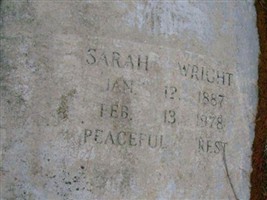 SARAH WRIGHT
JAN. 12 1887
FEB. 13 1978
PEACEFUL REST